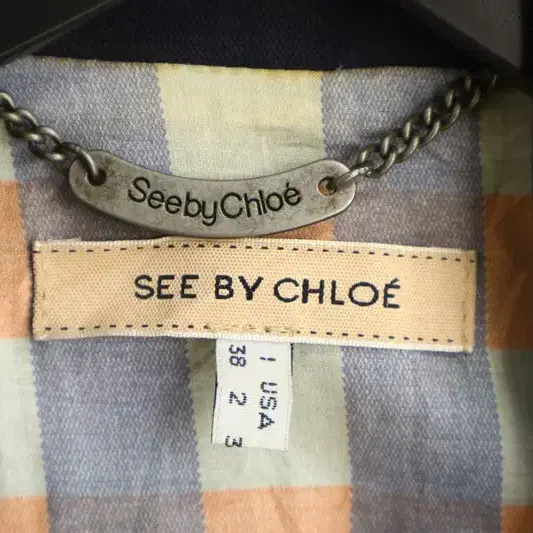 SeebyChloé
SEE BY CHLOÉ
I USA
38 2 3